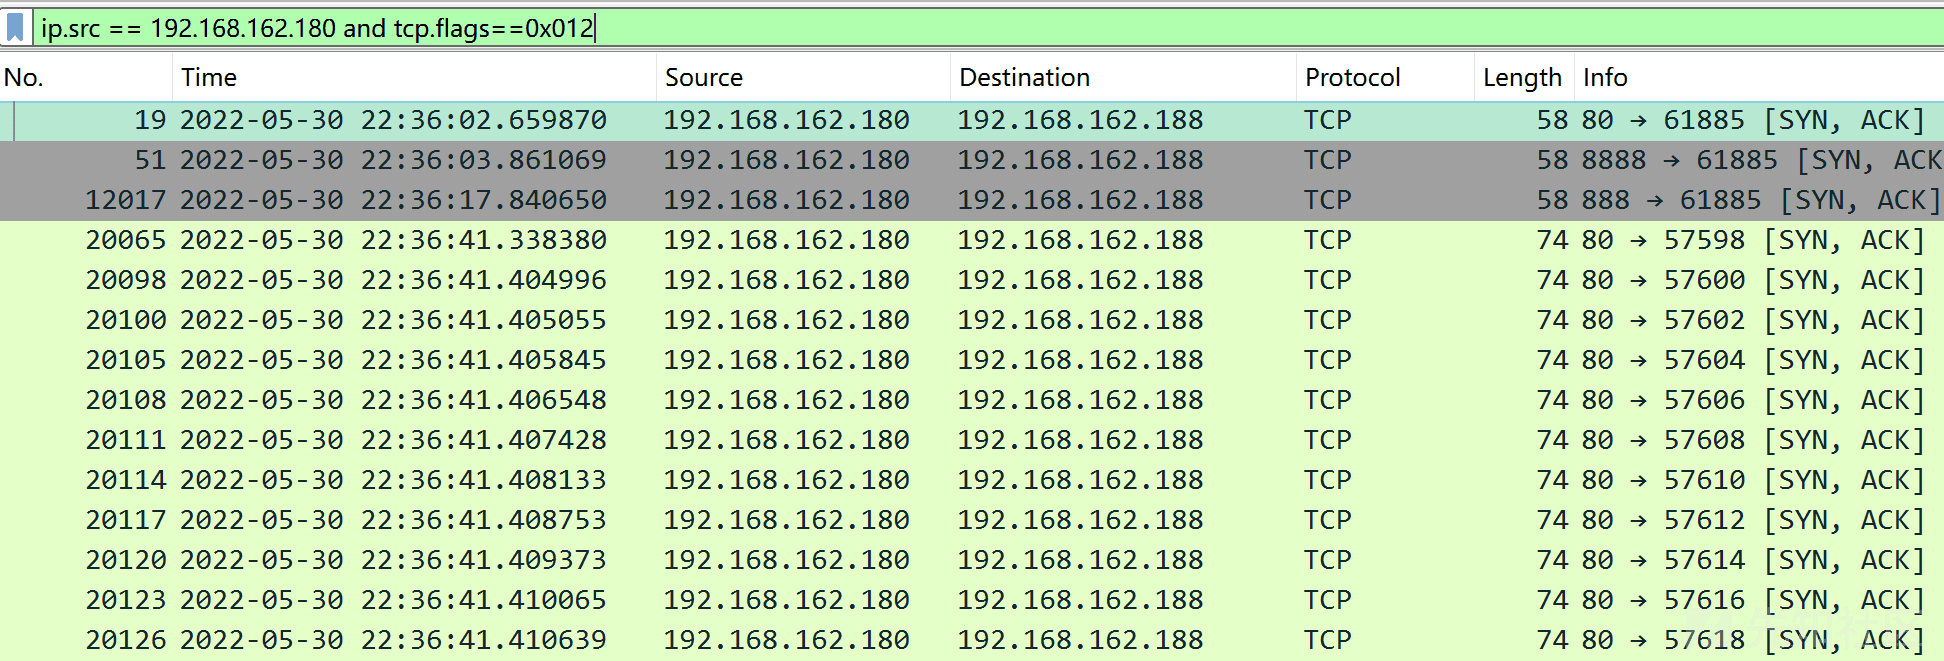 ip.src == 192.168.162.180 and tcp.flags==0x012
No. Time Source Destination Protocol Length Info
19 2022-05-30 22:36:02.659870 192.168.162.180 192.168.162.188 TCP 58 80 → 61885 [SYN, ACK]
51 2022-05-30 22:36:03.861069 192.168.162.180 192.168.162.188 TCP 58 8888 → 61885 [SYN, ACK
12017 2022-05-30 22:36:17.840650 192.168.162.180 192.168.162.188 TCP 58 888 → 61885 [SYN, ACK]
20065 2022-05-30 22:36:41.338380 192.168.162.180 192.168.162.188 TCP 74 80 → 57598 [SYN, ACK]
20098 2022-05-30 22:36:41.404996 192.168.162.180 192.168.162.188 TCP 74 80 → 57600 [SYN, ACK]
20100 2022-05-30 22:36:41.405055 192.168.162.180 192.168.162.188 TCP 74 80 → 57602 [SYN, ACK]
20105 2022-05-30 22:36:41.405845 192.168.162.180 192.168.162.188 TCP 74 80 → 57604 [SYN, ACK]
20108 2022-05-30 22:36:41.406548 192.168.162.180 192.168.162.188 TCP 74 80 → 57606 [SYN, ACK]
20111 2022-05-30 22:36:41.407428 192.168.162.180 192.168.162.188 TCP 74 80 → 57608 [SYN, ACK]
20114 2022-05-30 22:36:41.408133 192.168.162.180 192.168.162.188 TCP 74 80 → 57610 [SYN, ACK]
20117 2022-05-30 22:36:41.408753 192.168.162.180 192.168.162.188 TCP 74 80 → 57612 [SYN, ACK]
20120 2022-05-30 22:36:41.409373 192.168.162.180 192.168.162.188 TCP 74 80 → 57614 [SYN, ACK]
20123 2022-05-30 22:36:41.410065 192.168.162.180 192.168.162.188 TCP 74 80 → 57616 [SYN, ACK]
20126 2022-05-30 22:36:41.410639 192.168.162.180 192.168.162.188 TCP 74 80 → 57618 [SYN, ACK]